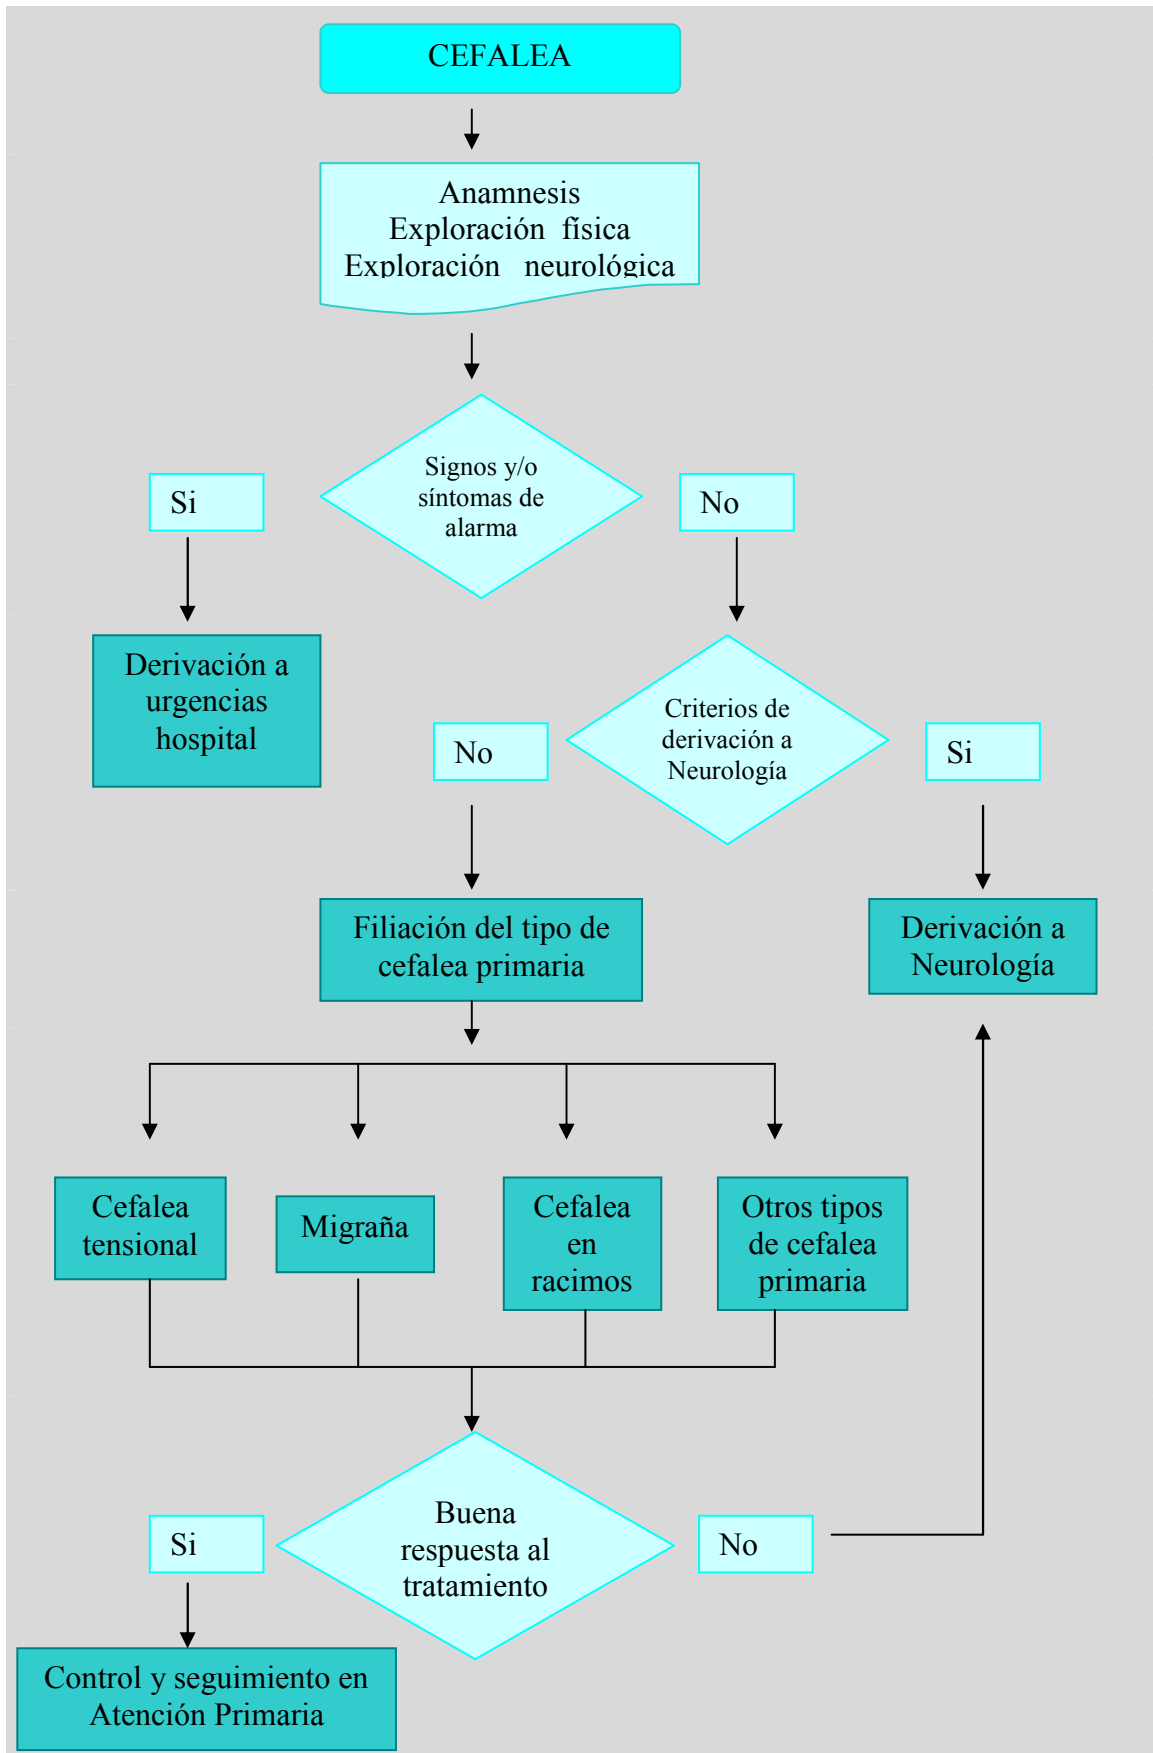 CEFALEA
Anamnesis
Exploración física
Exploración neurológica
Signos y/o
síntomas de
alarma
Si
No
Derivación a
urgencias
hospital
Criterios de
derivación a
Neurología
No
Si
Filiación del tipo de
cefalea primaria
Derivación a
Neurología
Cefalea
tensional
Migraña
Cefalea
en
racimos
Otros tipos
de cefalea
primaria
Buena
respuesta al
tratamiento
Si
No
Control y seguimiento en
Atención Primaria